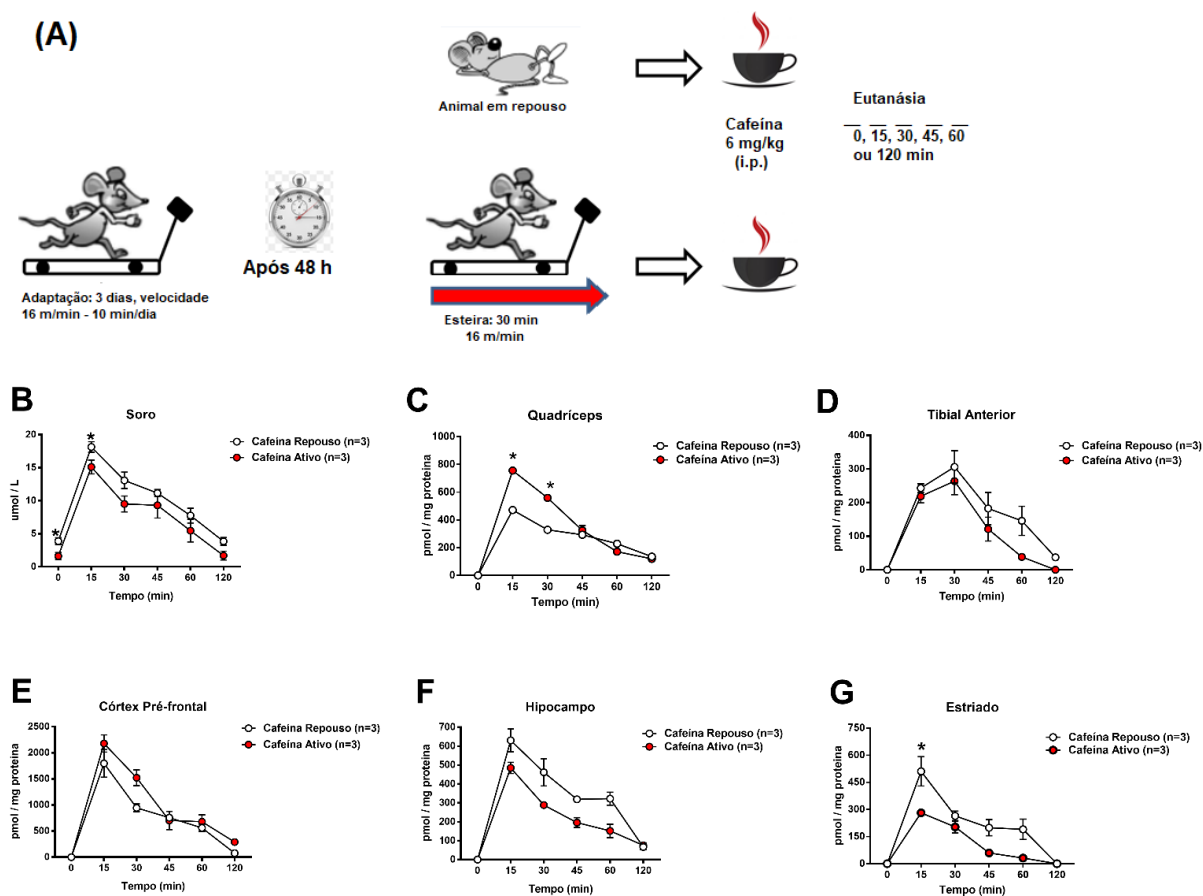 (A)
Animal em repouso
Cafeína
6 mg/kg
(i.p.)
Eutanásia
0, 15, 30, 45, 60
ou 120 min
Após 48 h
Adaptação: 3 dias, velocidade
16 m/min - 10 min/dia
Esteira: 30 min
16 m/min
B
Soro
20
15
10
5
0
umol / L
0 15 30 45 60 120
Tempo (min)
Cafeina Repouso (n=3)
Cafeína Ativo (n=3)
*
*
C
Quadríceps
1000
800
600
400
200
0
pmol / mg proteina
0 15 30 45 60 120
Tempo (min)
Cafeína Repouso (n=3)
Cafeína Ativo (n=3)
*
*
D
Tibial Anterior
400
300
200
100
0
pmol / mg proteina
0 15 30 45 60 120
Tempo (min)
Cafeína Repouso (n=3)
Cafeína Ativo (n=3)
E
Córtex Pré-frontal
2500
2000
1500
1000
500
0
pmol / mg proteina
0 15 30 45 60 120
Tempo (min)
Cafeína Repouso (n=3)
Cafeína Ativo (n=3)
F
Hipocampo
700
600
500
400
300
200
100
0
pmol / mg proteina
0 15 30 45 60 120
Tempo (min)
Cafeína Repouso (n=3)
Cafeína Ativo (n=3)
G
Estriado
750
600
450
300
150
0
pmol / mg proteina
0 15 30 45 60 120
Tempo (min)
Cafeína Repouso (n=3)
Cafeina Ativo (n=3)
*